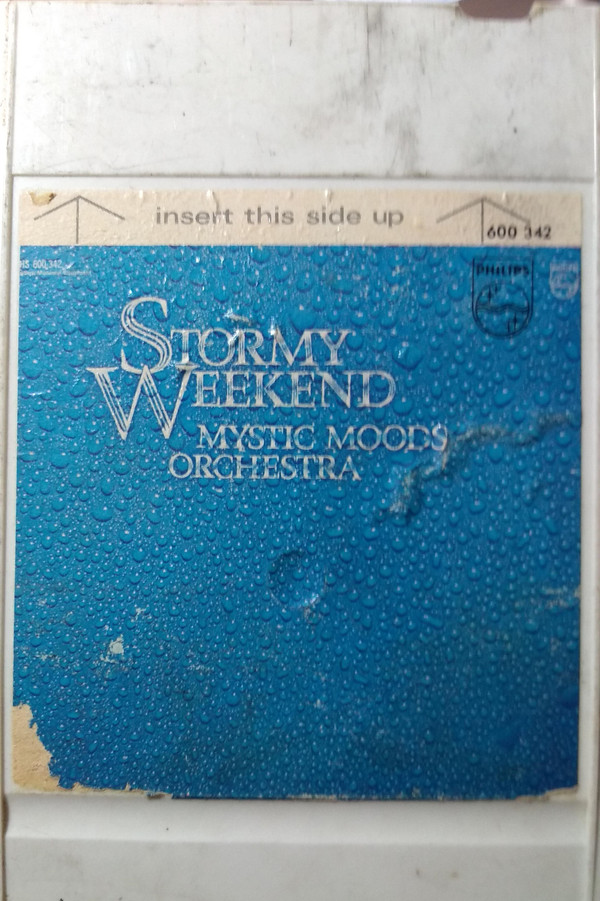 insert this side up
600 342
PHILIPS
STORMY
WEEKEND
MYSTIC MOODS
ORCHESTRA